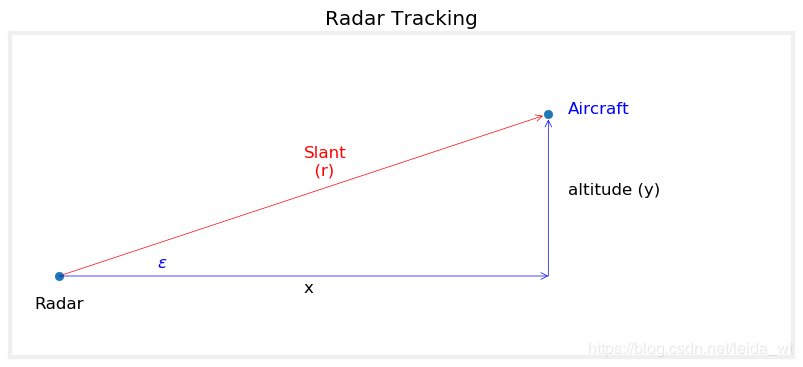 Radar Tracking
Aircraft
Slant
(r)
altitude (y)
ε
x
Radar
https://blog.csdn.net/leida_wt